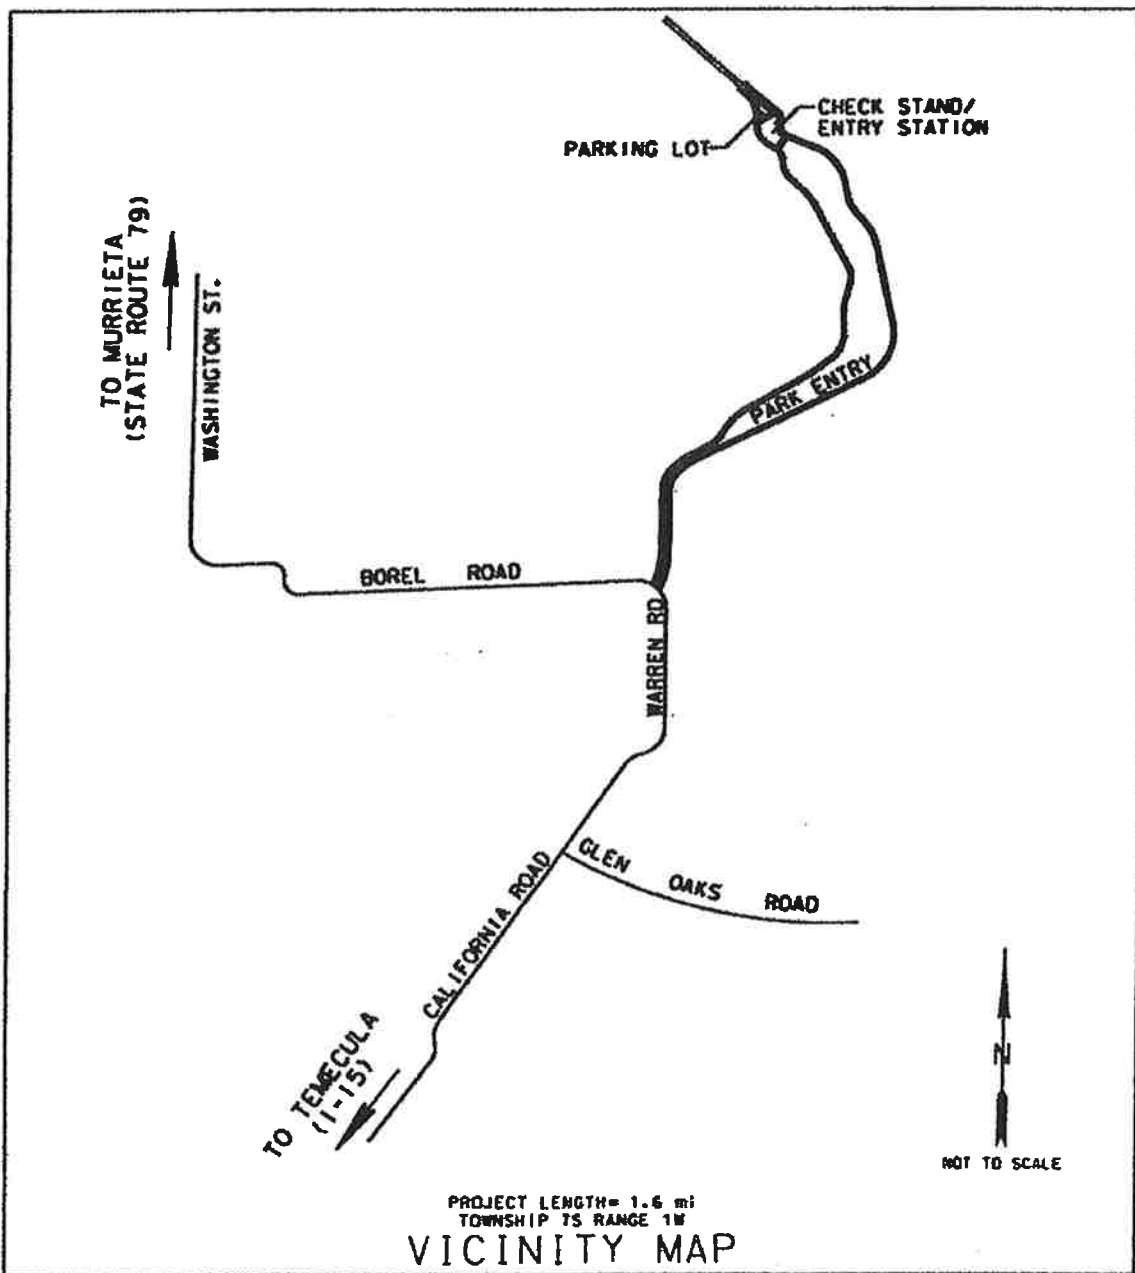 CHECK STAND/
ENTRY STATION
PARKING LOT
TO MURRIETA
(STATE ROUTE 79)
WASHINGTON ST.
PARK ENTRY
BOREL ROAD
WARREN RD
GLEN OAKS ROAD
CALIFORNIA ROAD
TO TEMECULA
(I-15)
N
NOT TO SCALE
PROJECT LENGTH= 1.6 mi
TOWNSHIP 7S RANGE 1W
VICINITY MAP